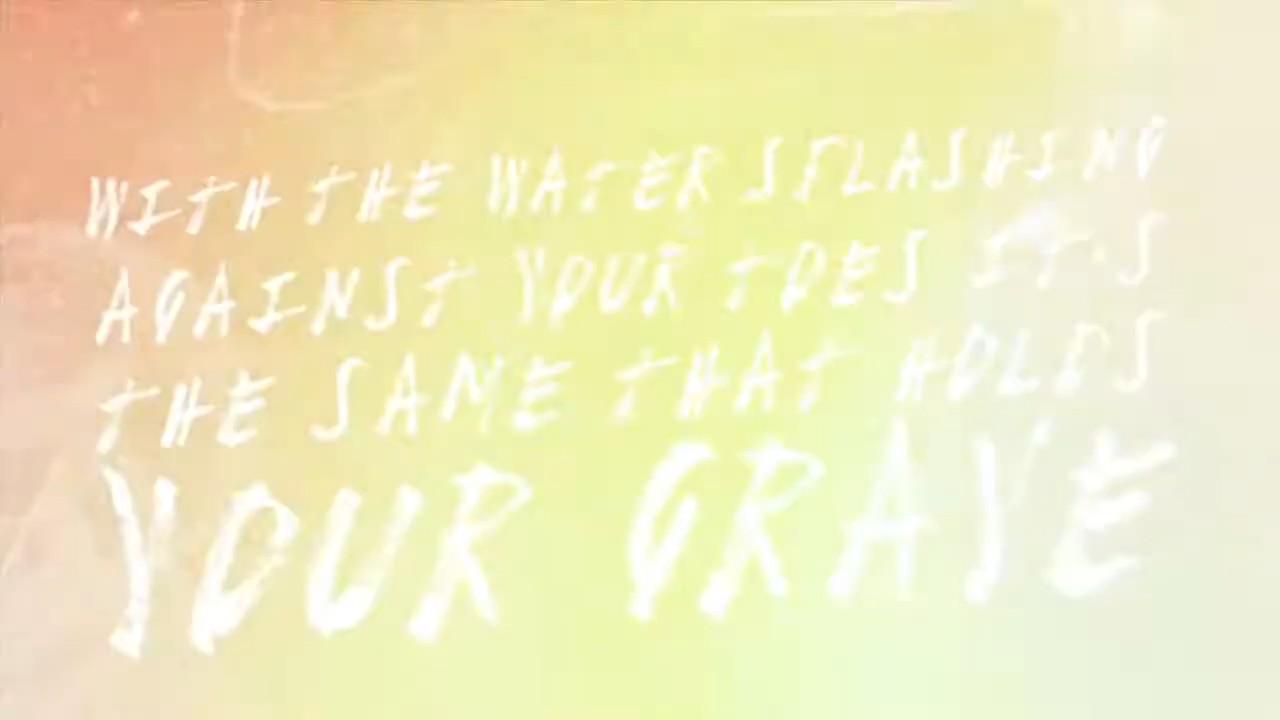 WITH THE WATER SPLASHING
AGAINST YOUR TOES IT'S
THE SAME THAT HOLDS
YOUR GRAVE